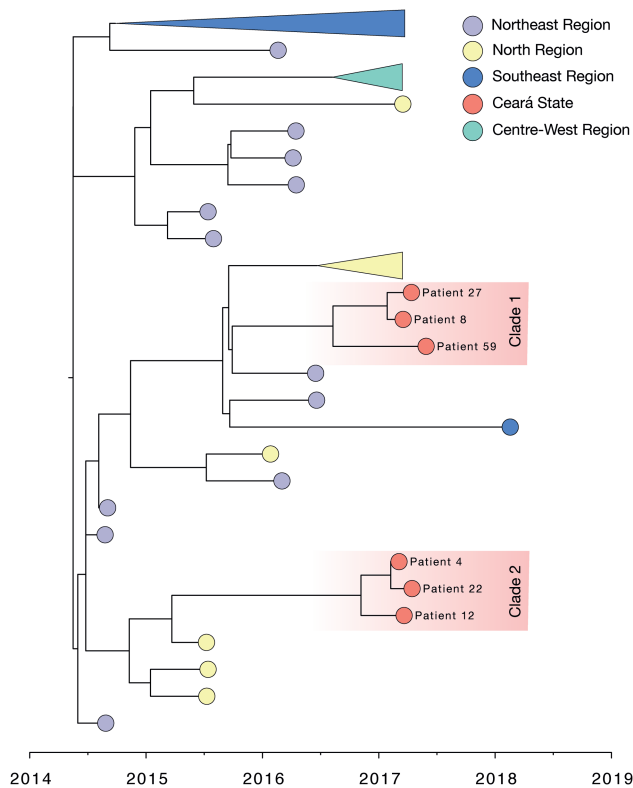 Northeast Region
North Region
Southeast Region
Ceará State
Centre-West Region
Patient 27
Patient 8
Patient 59
Clade 1
Patient 4
Patient 22
Patient 12
Clade 2
2014 2015 2016 2017 2018 2019